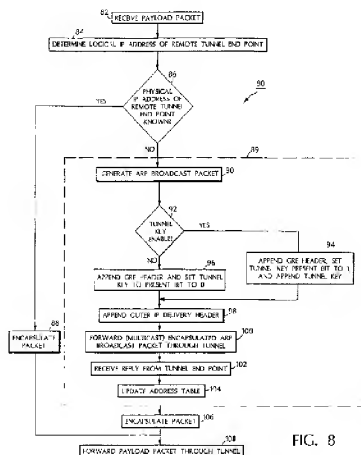 82
RECEIVE PAYLOAD PACKET
84
DETERMINE LOGICAL IP ADDRESS OF REMOTE TUNNEL END POINT
86
PHYSICAL
IP ADDRESS OF
REMOTE TUNNEL
END POINT
KNOWN?
YES
NO
90
89
GENERATE ARP BROADCAST PACKET
90
92
TUNNEL
KEY
ENABLE?
YES
NO
94
APPEND GRE HEADER, SET
TUNNEL KEY PRESENT BIT TO 1
AND APPEND TUNNEL KEY
96
APPEND GRE HEADER AND SET TUNNEL
KEY TO PRESENT BIT TO 0
APPEND OUTER IP DELIVERY HEADER
98
100
FORWARD (MULTICAST) ENCAPSULATED ARP
BROADCAST PACKET THROUGH TUNNEL
RECEIVE REPLY FROM TUNNEL END POINT
102
UPDATE ADDRESS TABLE
104
88
ENCAPSULATE
PACKET
106
ENCAPSULATE PACKET
108
FORWARD PAYLOAD PACKET THROUGH TUNNEL
FIG. 8